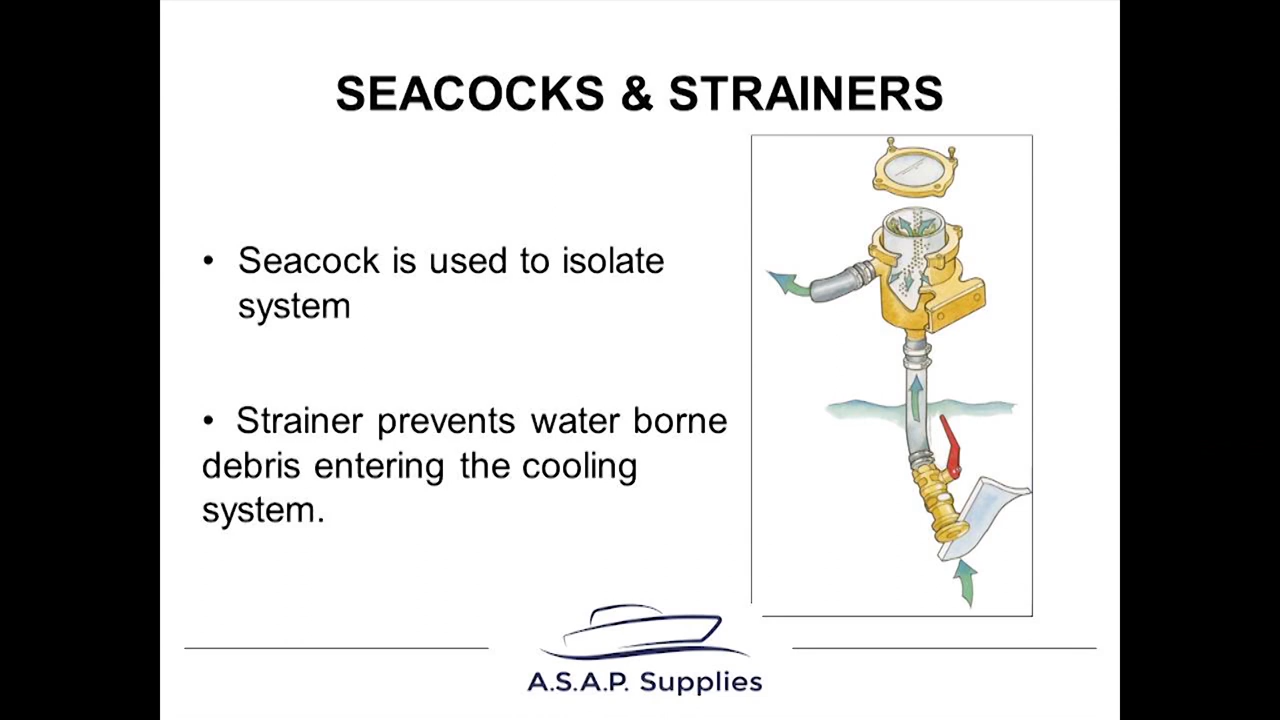 SEACOCKS & STRAINERS
• Seacock is used to isolate
system
• Strainer prevents water borne
debris entering the cooling
system.
A.S.A.P. Supplies